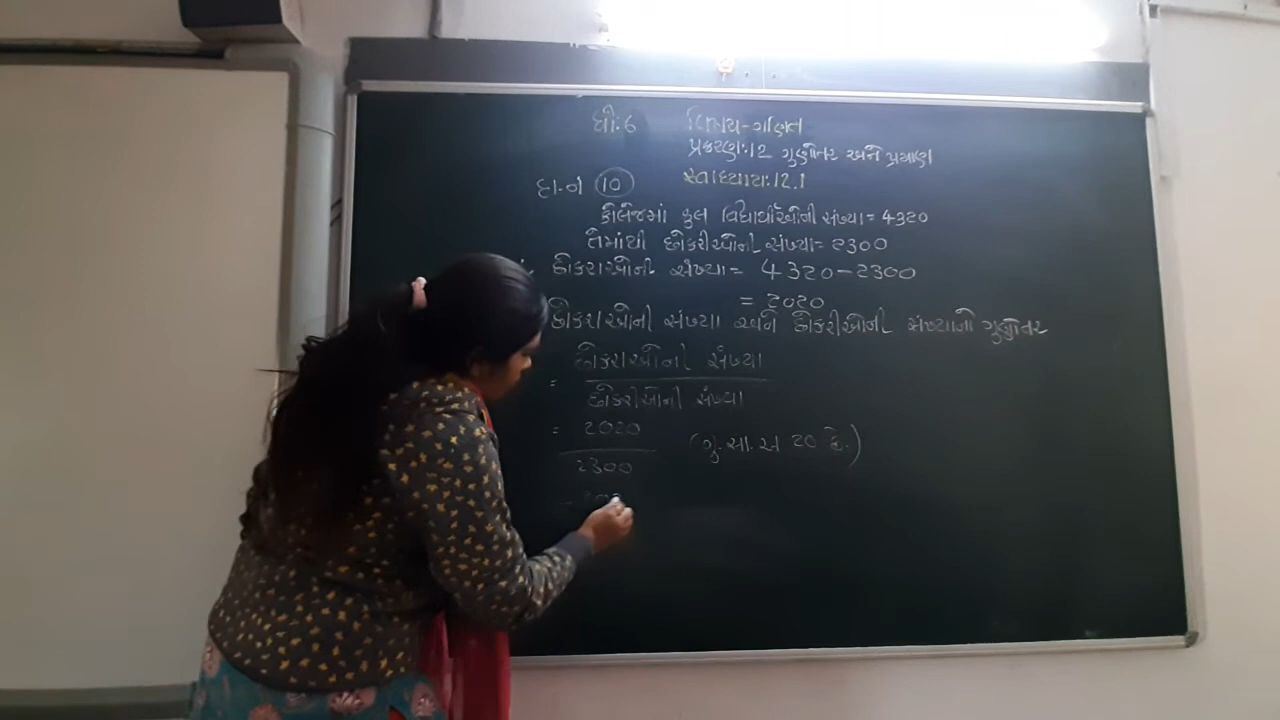 ધો:૬ વિષય-ગણિત
પ્રકરણ:12 ગુણોત્તર અને પ્રમાણ
સ્વાધ્યાય:12.1
દા.નં 10
કોલેજમાં કુલ વિદ્યાર્થીઓની સંખ્યા = 4320
તેમાંથી છોકરીઓની સંખ્યા = 2300
છોકરાઓની સંખ્યા = 4320-2300
= 2020
છોકરાઓની સંખ્યા અને છોકરીઓની સંખ્યાનો ગુણોત્તર
= છોકરાઓની સંખ્યા
છોકરીઓની સંખ્યા
= 2020 (ગુ.સા.અ 20 છે.)
2300